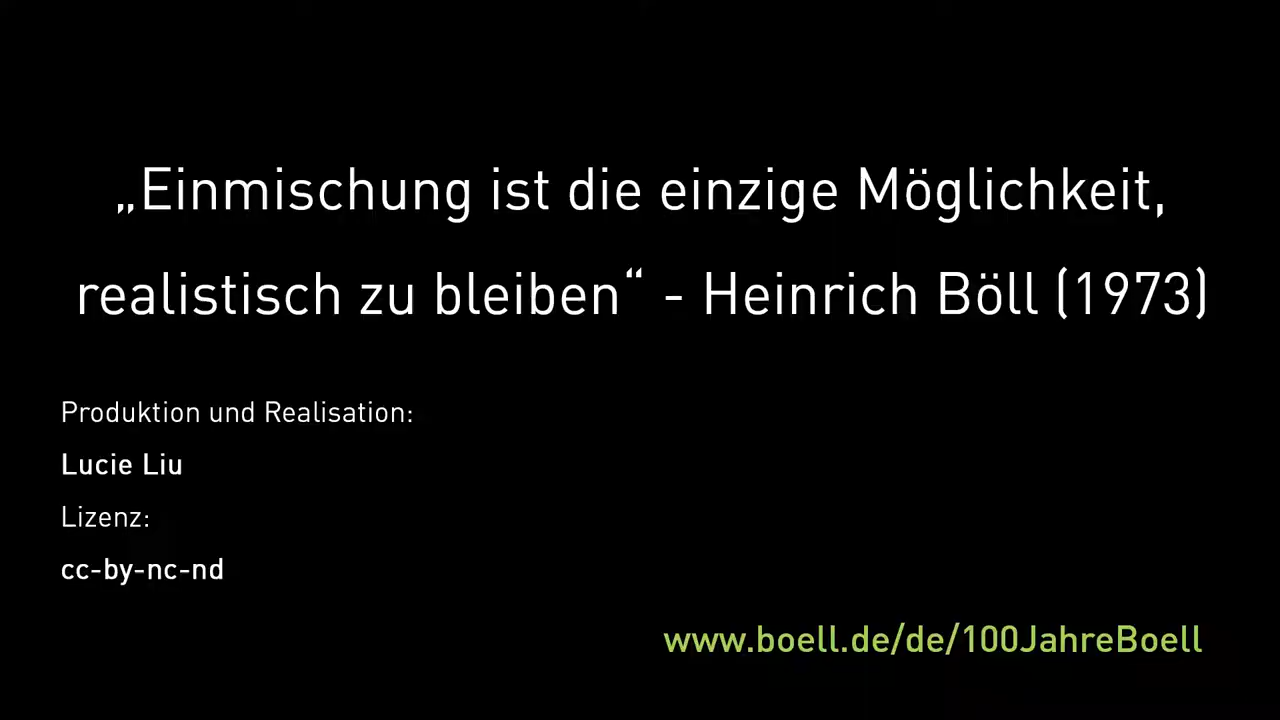 „Einmischung ist die einzige Möglichkeit,
realistisch zu bleiben“ - Heinrich Böll (1973)
Produktion und Realisation:
Lucie Liu
Lizenz:
cc-by-nc-nd
www.boell.de/de/100JahreBoell